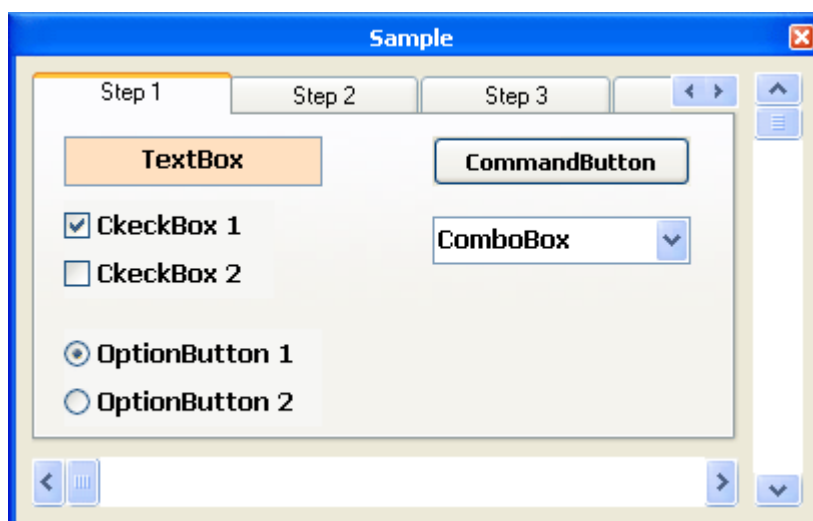 Sample
Step 1
Step 2
Step 3
TextBox
CommandButton
CkeckBox 1
ComboBox
CkeckBox 2
OptionButton 1
OptionButton 2